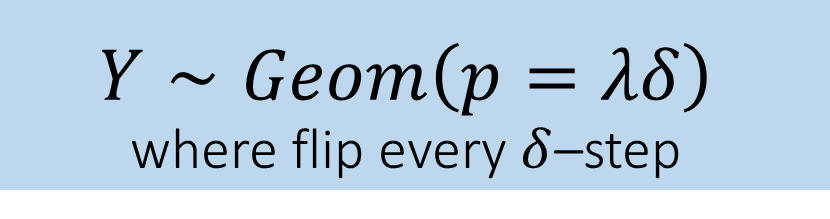 Y ~ Geom(p = λδ)
where flip every δ–step